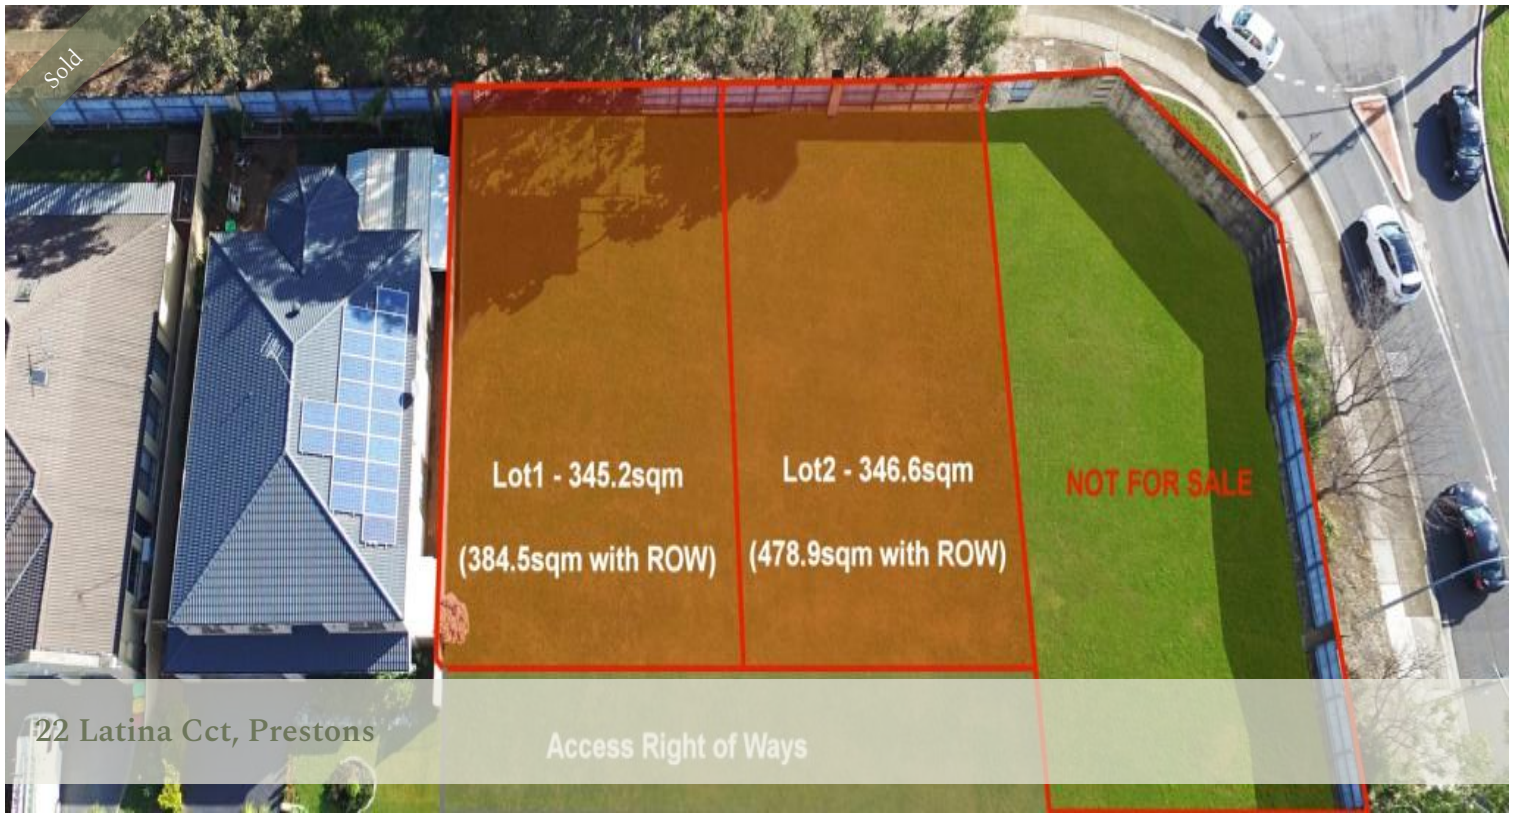 Sold
Lot1 - 345.2sqm
(384.5sqm with ROW)
Lot2 - 346.6sqm
(478.9sqm with ROW)
NOT FOR SALE
22 Latina Cct, Prestons
Access Right of Ways